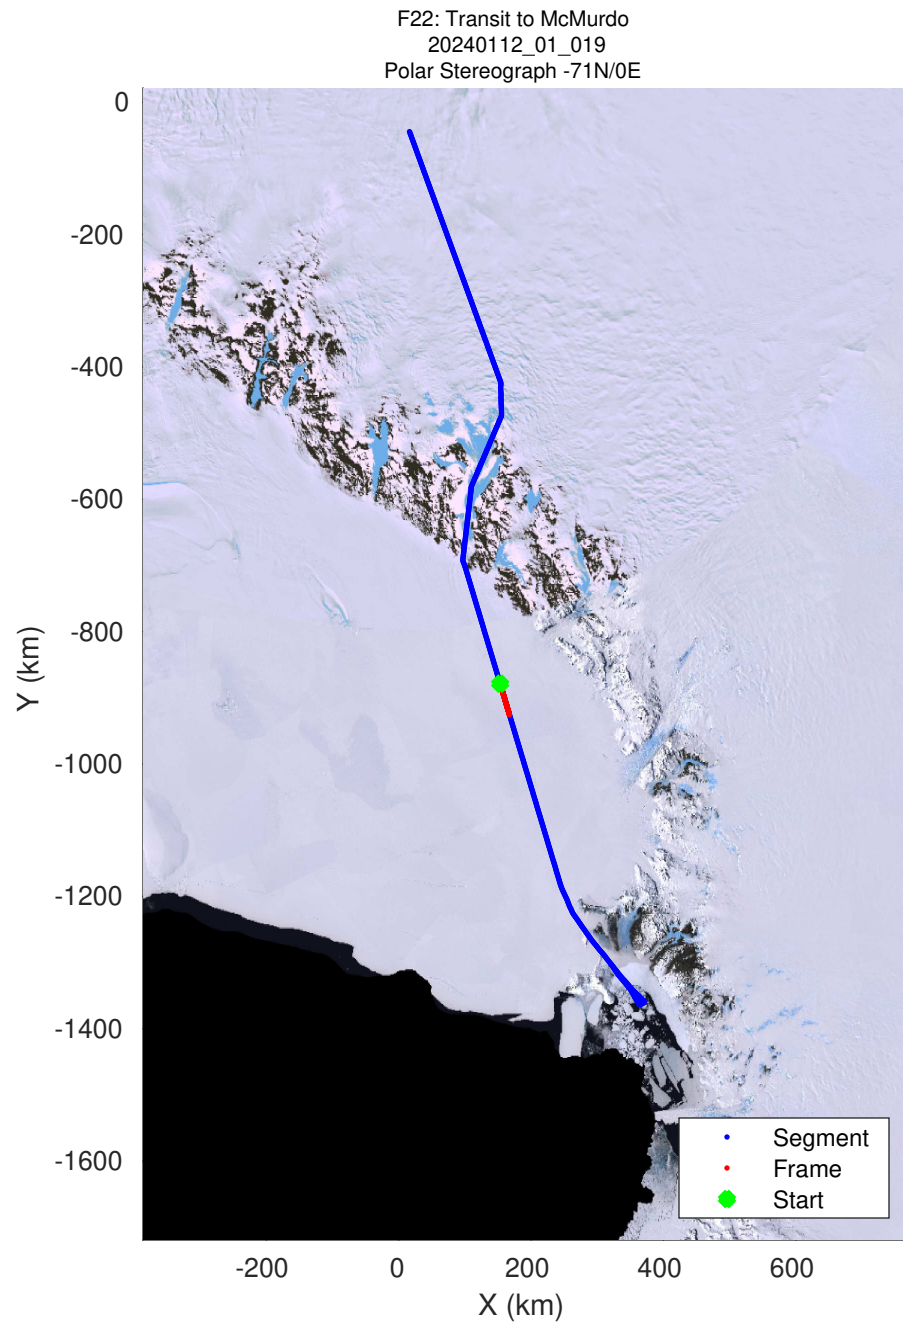 F22: Transit to McMurdo
20240112_01_019
Polar Stereograph -71N/0E
0
-200
-400
-600
-800
-1000
-1200
-1400
-1600
Y (km)
-200 0 200 400 600
X (km)
Segment
Frame
Start